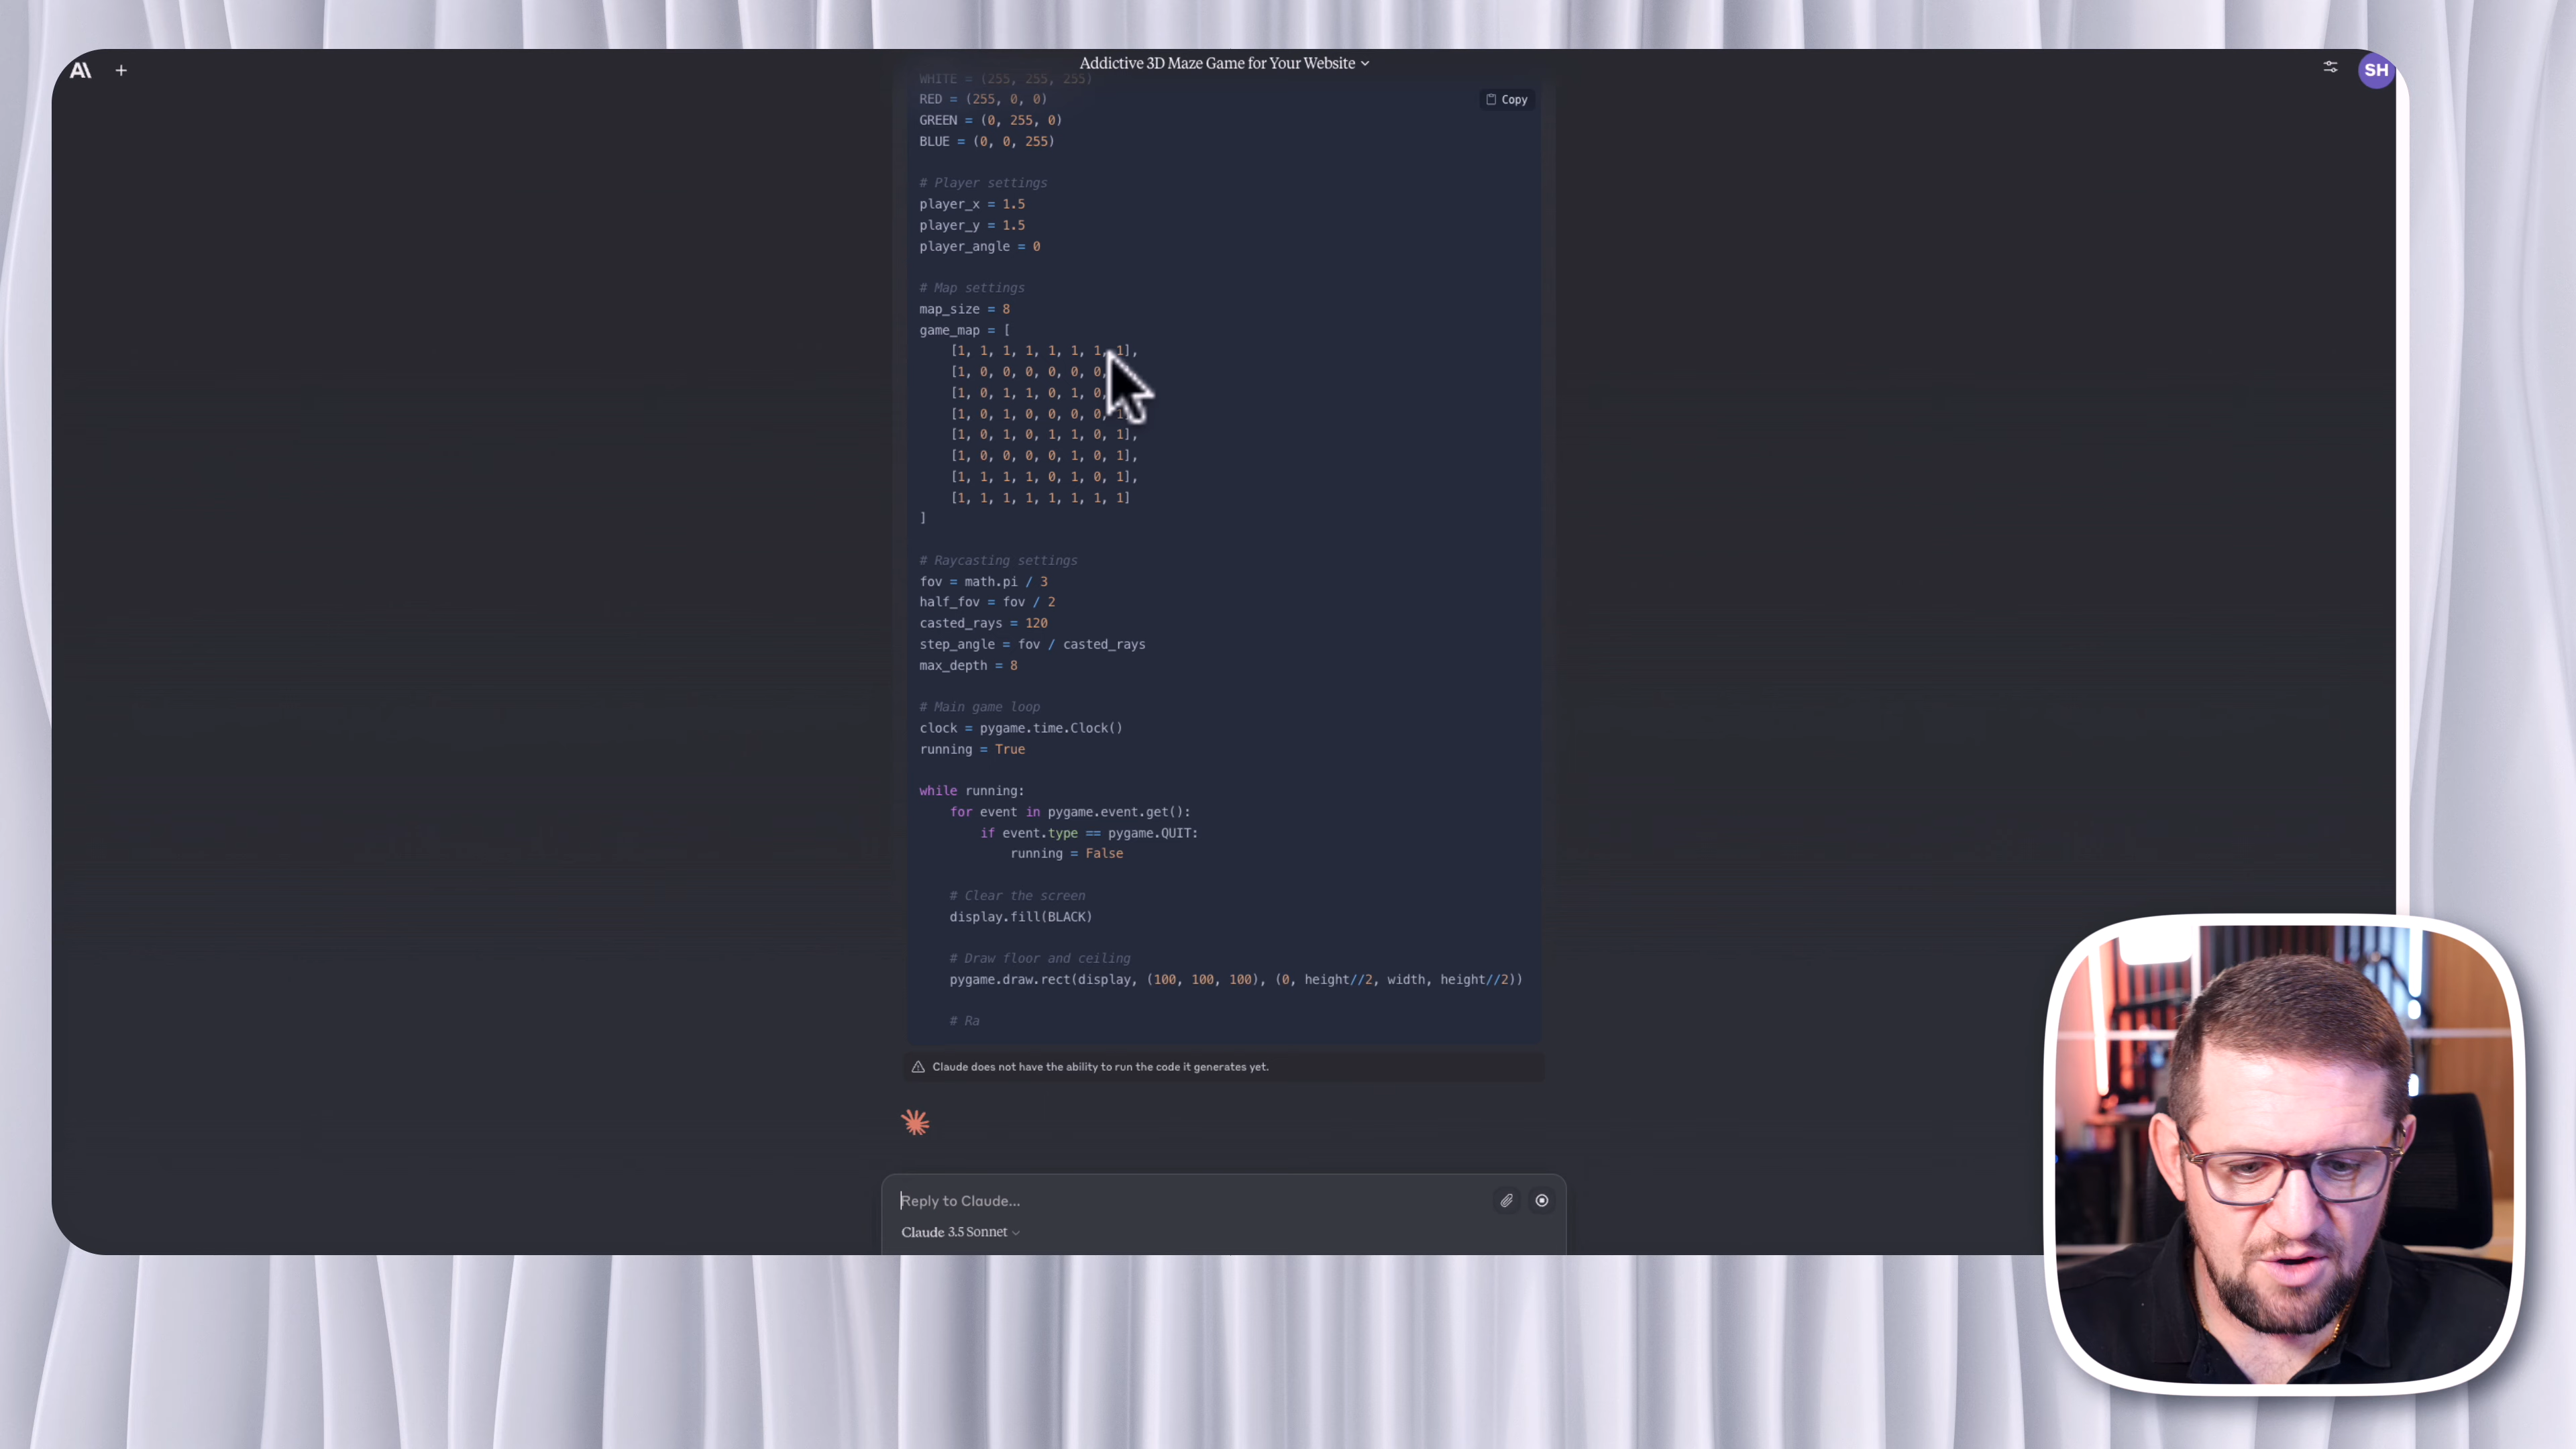 A\ +
Addictive 3D Maze Game for Your Website
SH
WHITE = (255, 255, 255)
Copy
RED = (255, 0, 0)
GREEN = (0, 255, 0)
BLUE = (0, 0, 255)
# Player settings
player_x = 1.5
player_y = 1.5
player_angle = 0
# Map settings
map_size = 8
game_map = [
[1, 1, 1, 1, 1, 1, 1, 1],
[1, 0, 0, 0, 0, 0, 0,
[1, 0, 1, 1, 0, 1, 0,
[1, 0, 1, 0, 0, 0, 0, 1]
[1, 0, 1, 0, 1, 1, 0, 1],
[1, 0, 0, 0, 0, 1, 0, 1],
[1, 1, 1, 1, 0, 1, 0, 1],
[1, 1, 1, 1, 1, 1, 1, 1]
]
# Raycasting settings
fov = math.pi / 3
half_fov = fov / 2
casted_rays = 120
step_angle = fov / casted_rays
max_depth = 8
# Main game loop
clock = pygame.time.Clock()
running = True
while running:
for event in pygame.event.get():
if event.type == pygame.QUIT:
running = False
# Clear the screen
display.fill(BLACK)
# Draw floor and ceiling
pygame.draw.rect(display, (100, 100, 100), (0, height//2, width, height//2))
# Ra
Claude does not have the ability to run the code it generates yet.
Reply to Claude...
Claude 3.5 Sonnet